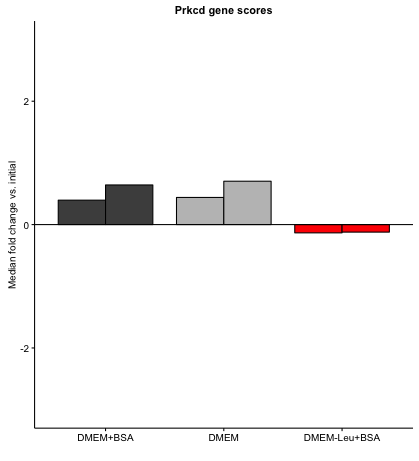 Prkcd gene scores
Median fold change vs. initial
2
0
-2
DMEM+BSA
DMEM
DMEM-Leu+BSA